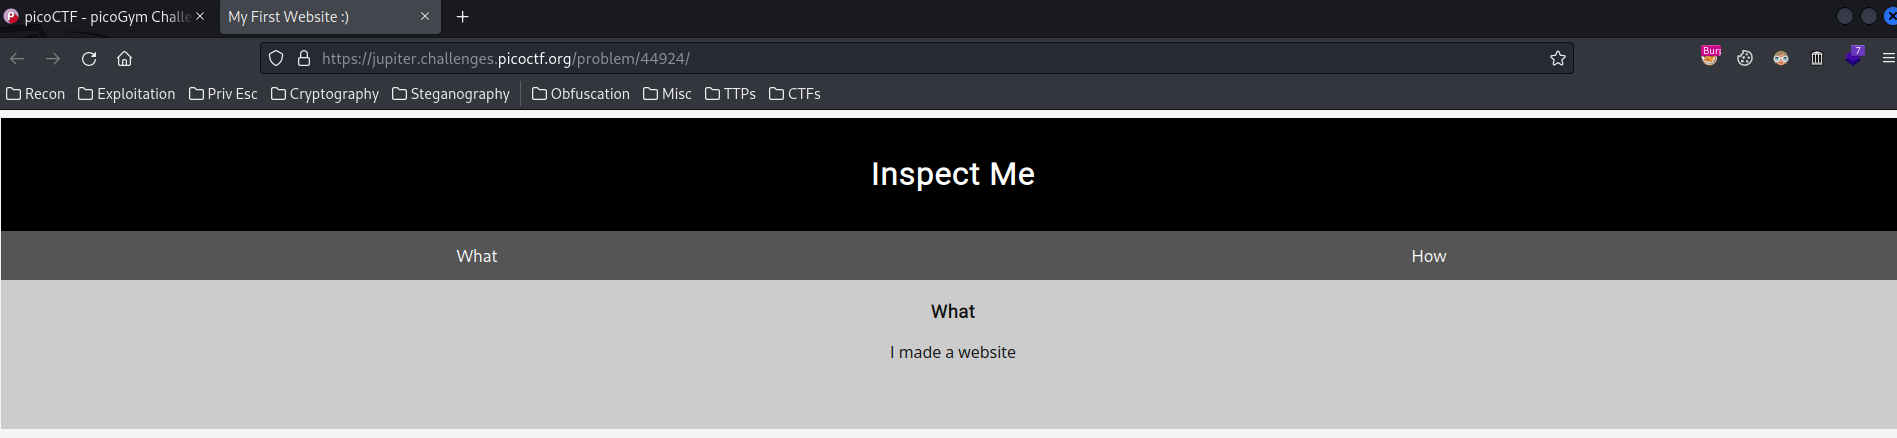 picoCTF - picoGym Challe
My First Website :)
https://jupiter.challenges.picoctf.org/problem/44924/
Burp
7
Recon Exploitation Priv Esc Cryptography Steganography Obfuscation Misc TTPs CTFs
Inspect Me
What How
What
I made a website